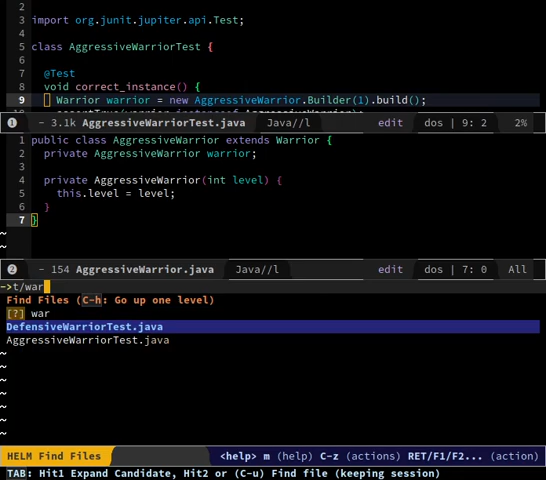 2
3 import org.junit.jupiter.api.Test;
4
5 class AggressiveWarriorTest {
6
7 @Test
8 void correct_instance() {
9 Warrior warrior = new AggressiveWarrior.Builder(1).build();
❶ - 3.1k AggressiveWarriorTest.java Java//l edit dos | 9: 2 2%
1 public class AggressiveWarrior extends Warrior {
2 private AggressiveWarrior warrior;
3
4 private AggressiveWarrior(int level) {
5 this.level = level;
6 }
7 }
~
~
❷ - 154 AggressiveWarrior.java Java//l edit dos | 7: 0 All
->t/war
Find Files (C-h: Go up one level)
[?] war
DefensiveWarriorTest.java
AggressiveWarriorTest.java
~
~
~
~
~
~
~
HELM Find Files <help> m (help) C-z (actions) RET/F1/F2... (action)
TAB: Hit1 Expand Candidate, Hit2 or (C-u) Find file (keeping session)